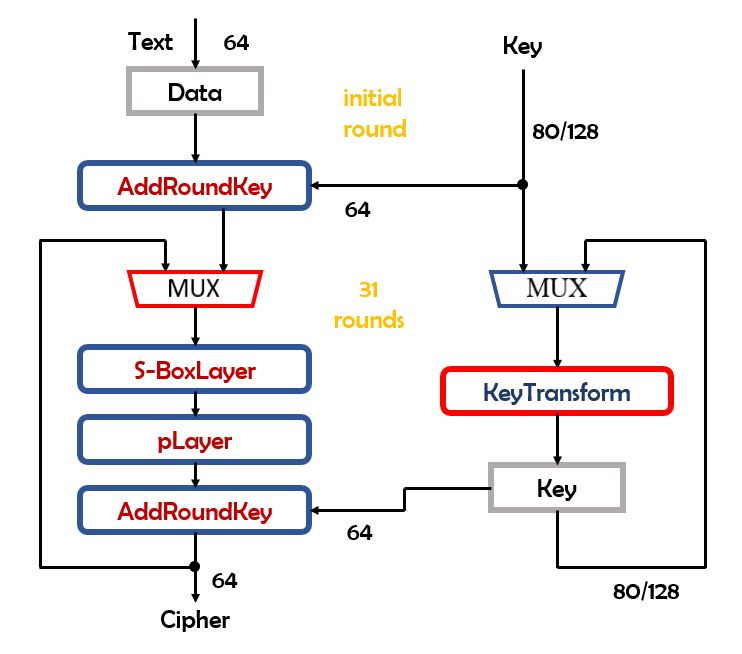 Text
64
Key
Data
initial
round
80/128
AddRoundKey
64
MUX
MUX
31
rounds
S-BoxLayer
KeyTransform
pLayer
Key
AddRoundKey
64
64
80/128
Cipher